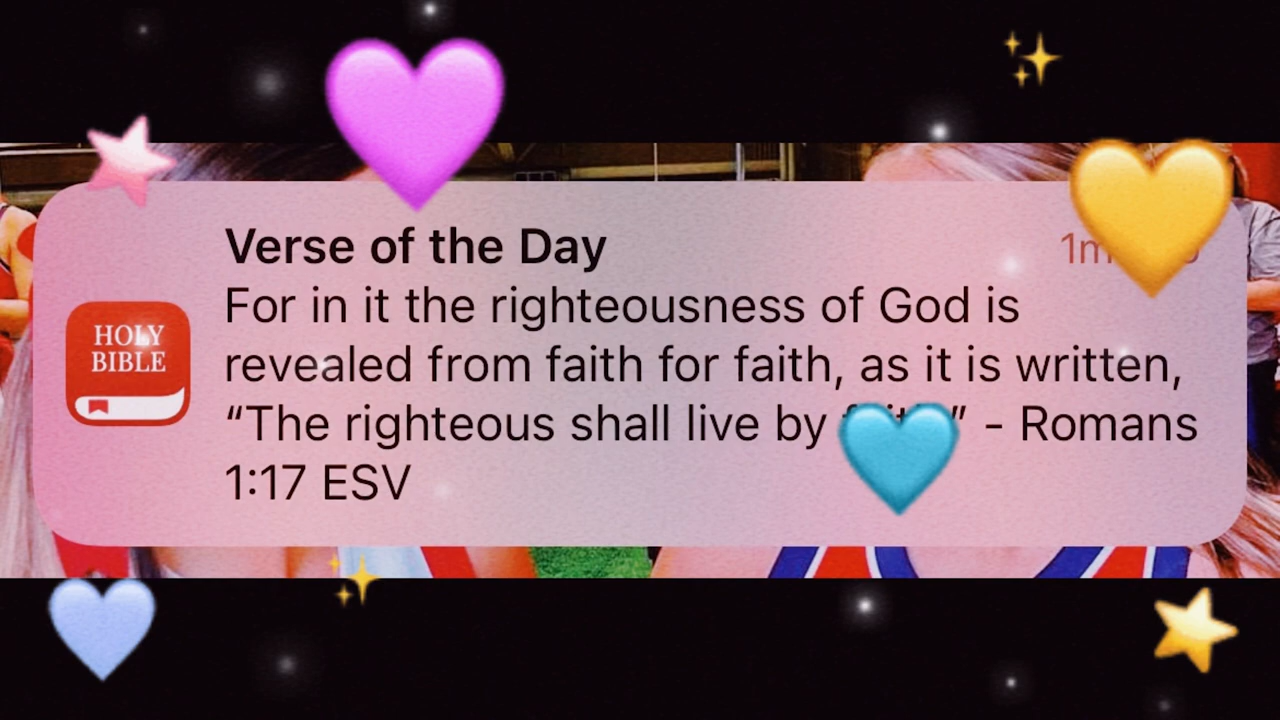 Verse of the Day
HOLY
BIBLE
For in it the righteousness of God is
revealed from faith for faith, as it is written,
“The righteous shall live by ” - Romans
1:17 ESV